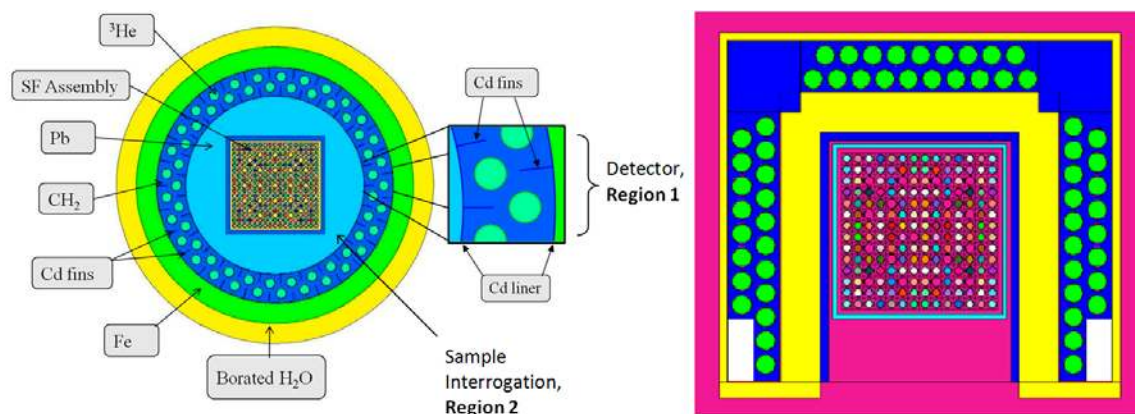 ³He
SF Assembly
Pb
CH₂
Cd fins
Fe
Borated H₂O
Cd fins
Cd liner
Detector,
Region 1
Sample
Interrogation,
Region 2